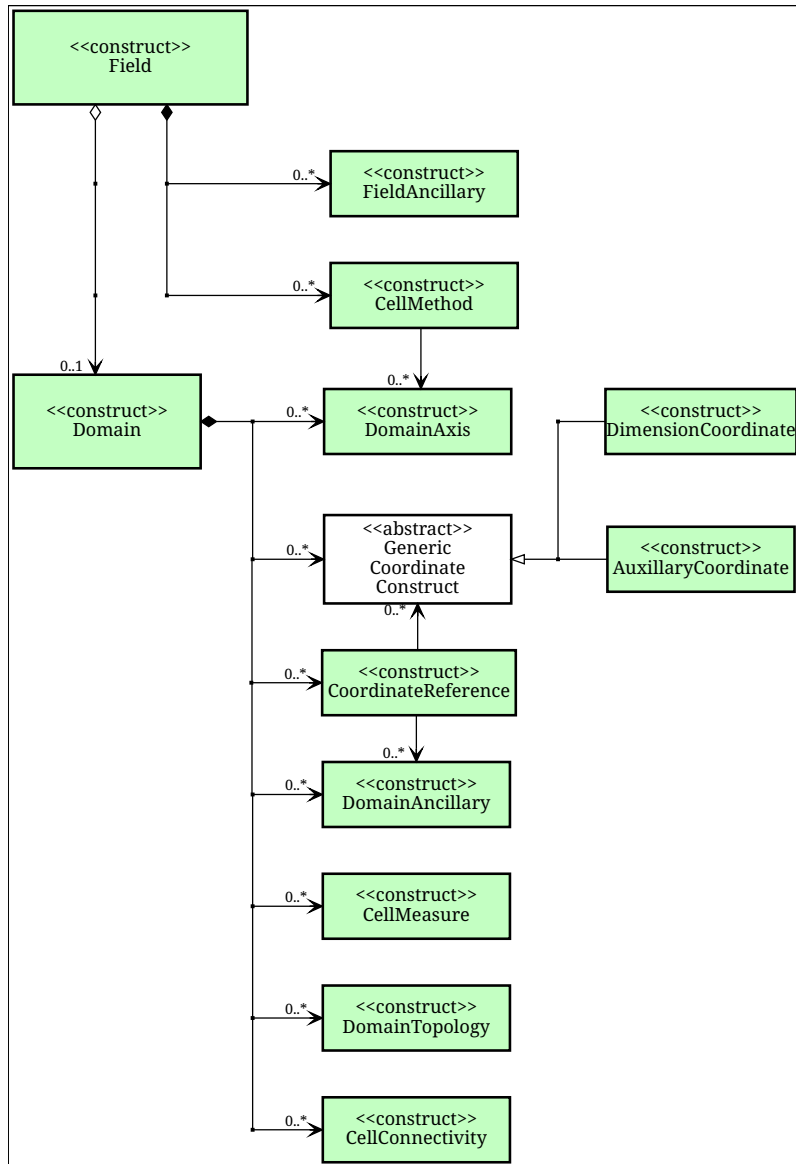 <<construct>>
Field
0..*
<<construct>>
FieldAncillary
0..*
<<construct>>
CellMethod
0..1
0..*
<<construct>>
Domain
0..*
<<construct>>
DomainAxis
<<construct>>
DimensionCoordinate
0..*
<<abstract>>
Generic
Coordinate
Construct
<<construct>>
AuxillaryCoordinate
0..*
0..*
<<construct>>
CoordinateReference
0..*
0..*
<<construct>>
DomainAncillary
0..*
<<construct>>
CellMeasure
0..*
<<construct>>
DomainTopology
0..*
<<construct>>
CellConnectivity